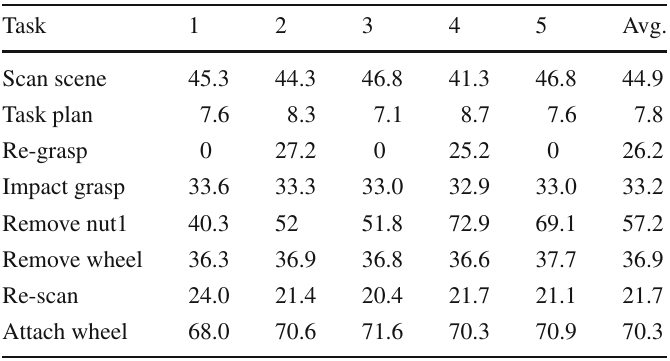 Task 1 2 3 4 5 Avg.
Scan scene 45.3 44.3 46.8 41.3 46.8 44.9
Task plan 7.6 8.3 7.1 8.7 7.6 7.8
Re-grasp 0 27.2 0 25.2 0 26.2
Impact grasp 33.6 33.3 33.0 32.9 33.0 33.2
Remove nut1 40.3 52 51.8 72.9 69.1 57.2
Remove wheel 36.3 36.9 36.8 36.6 37.7 36.9
Re-scan 24.0 21.4 20.4 21.7 21.1 21.7
Attach wheel 68.0 70.6 71.6 70.3 70.9 70.3